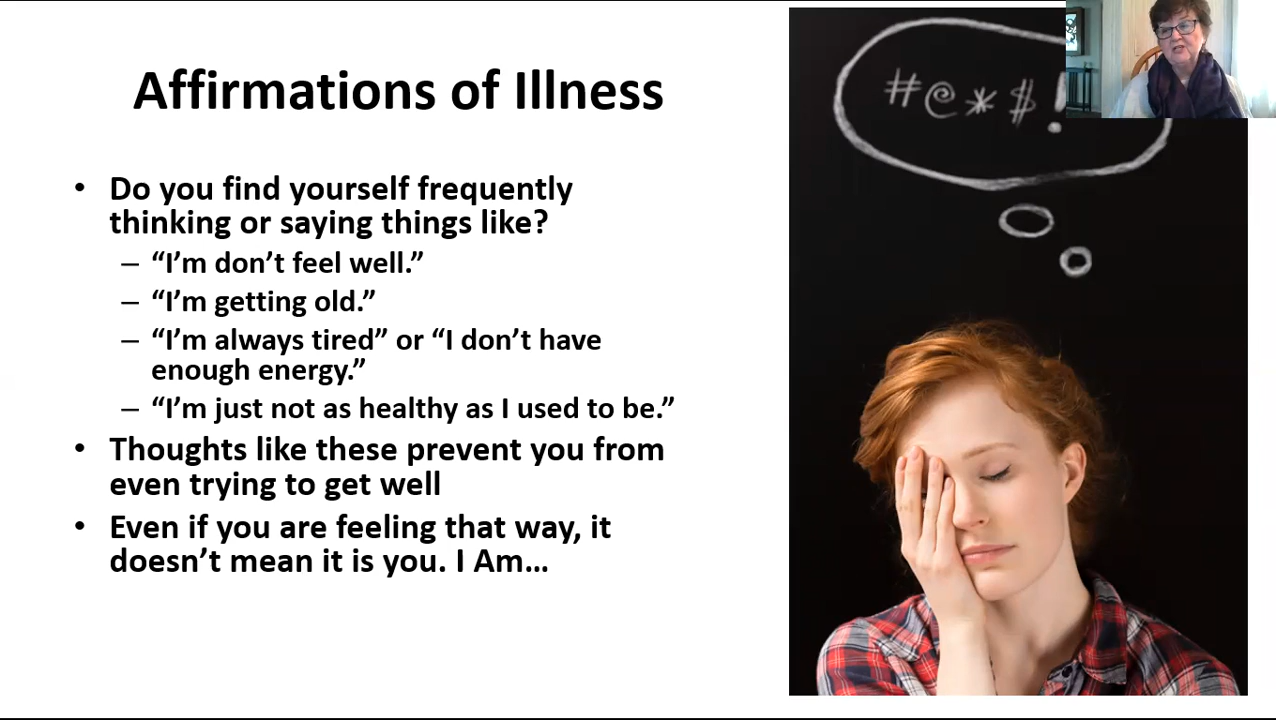 Affirmations of Illness
• Do you find yourself frequently
thinking or saying things like?
– “I’m don’t feel well.”
– “I’m getting old.”
– “I’m always tired” or “I don’t have
enough energy.”
– “I’m just not as healthy as I used to be.”
• Thoughts like these prevent you from
even trying to get well
• Even if you are feeling that way, it
doesn’t mean it is you. I Am…
#@*$!